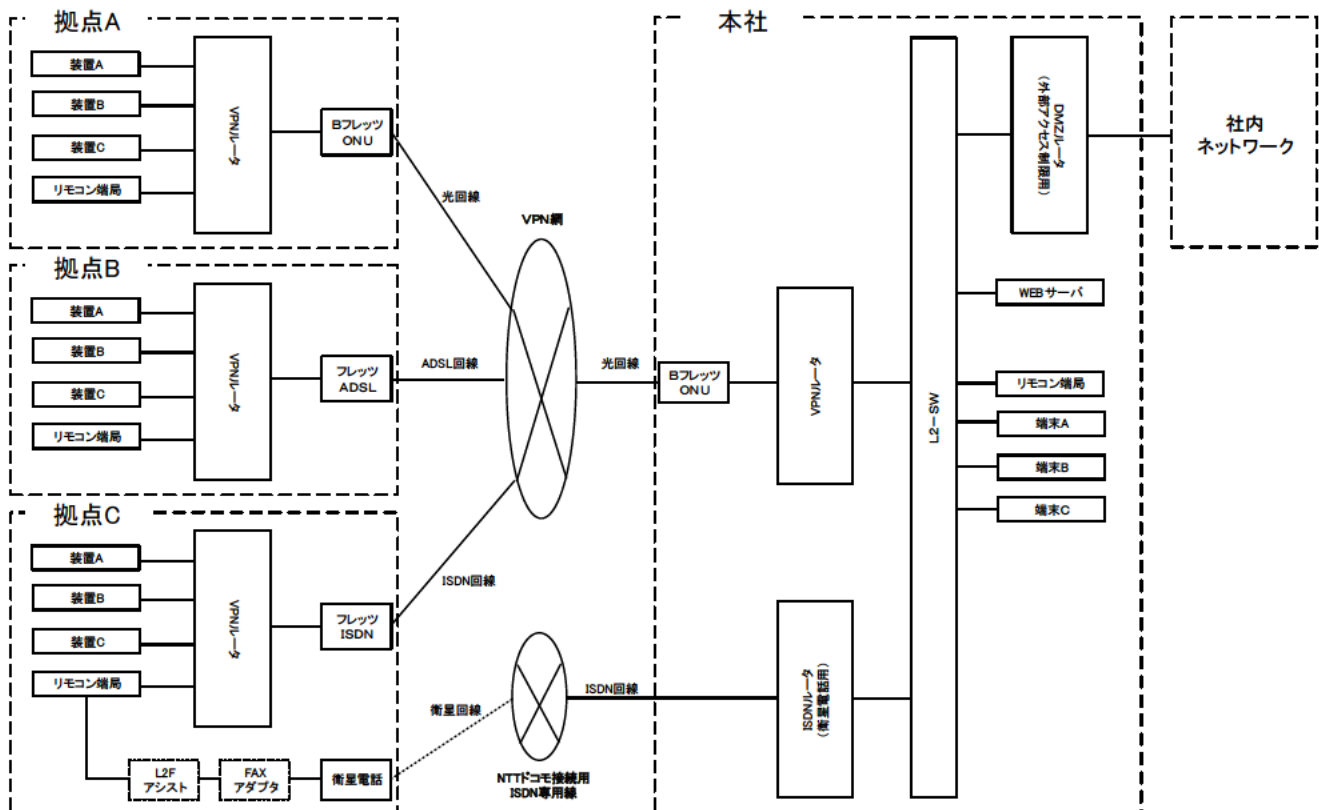 拠点A
装置A
装置B
装置C
リモコン端局
VPNルータ
Bフレッツ
ONU
光回線
拠点B
装置A
装置B
装置C
リモコン端局
VPNルータ
フレッツ
ADSL
ADSL回線
拠点C
装置A
装置B
装置C
リモコン端局
VPNルータ
フレッツ
ISDN
ISDN回線
L2F
アシスト
FAX
アダプタ
衛星電話
衛星回線
VPN網
NTTドコモ接続用
ISDN専用線
光回線
ISDN回線
本社
Bフレッツ
ONU
VPNルータ
ISDNルータ
(衛星電話用)
L2-SW
DMZルータ
(外部アクセス制限用)
WEBサーバ
リモコン端局
端末A
端末B
端末C
社内
ネットワーク